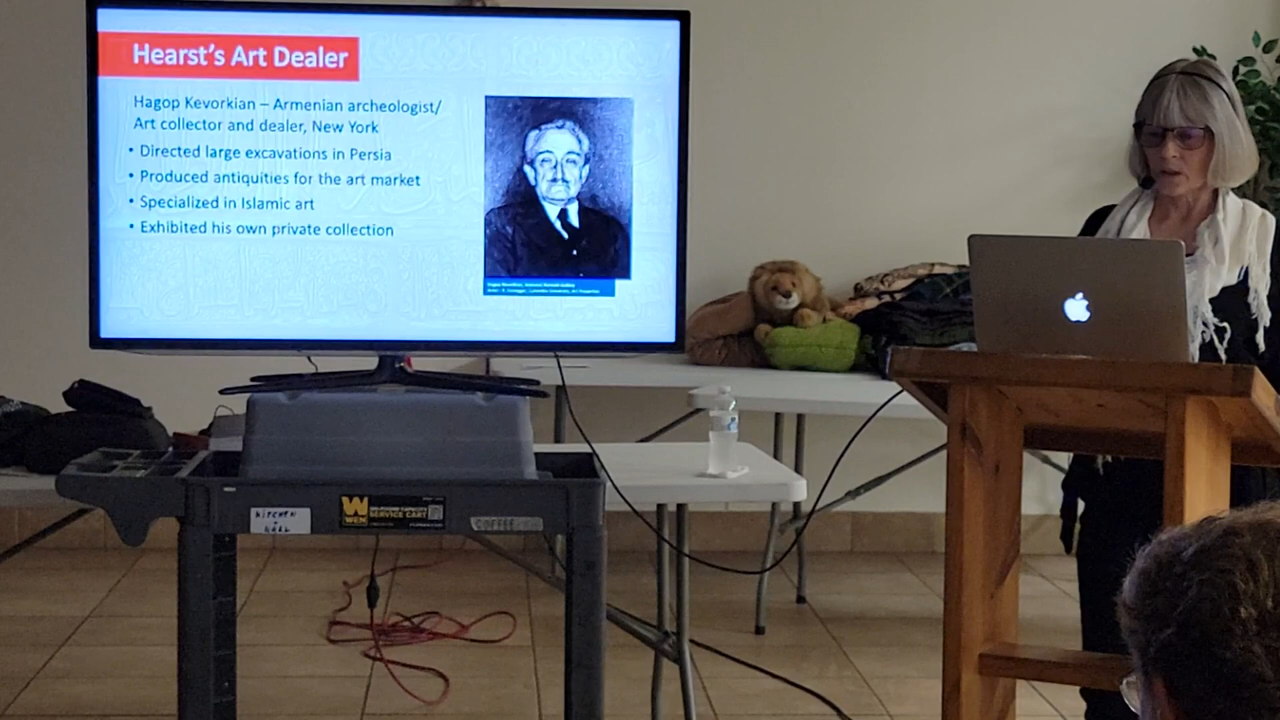 Hearst's Art Dealer
Hagop Kevorkian – Armenian archeologist/
Art collector and dealer, New York
• Directed large excavations in Persia
• Produced antiquities for the art market
• Specialized in Islamic art
• Exhibited his own private collection
KITCHEN
HALL
W
WEN
SERVICE CART
COFFEE